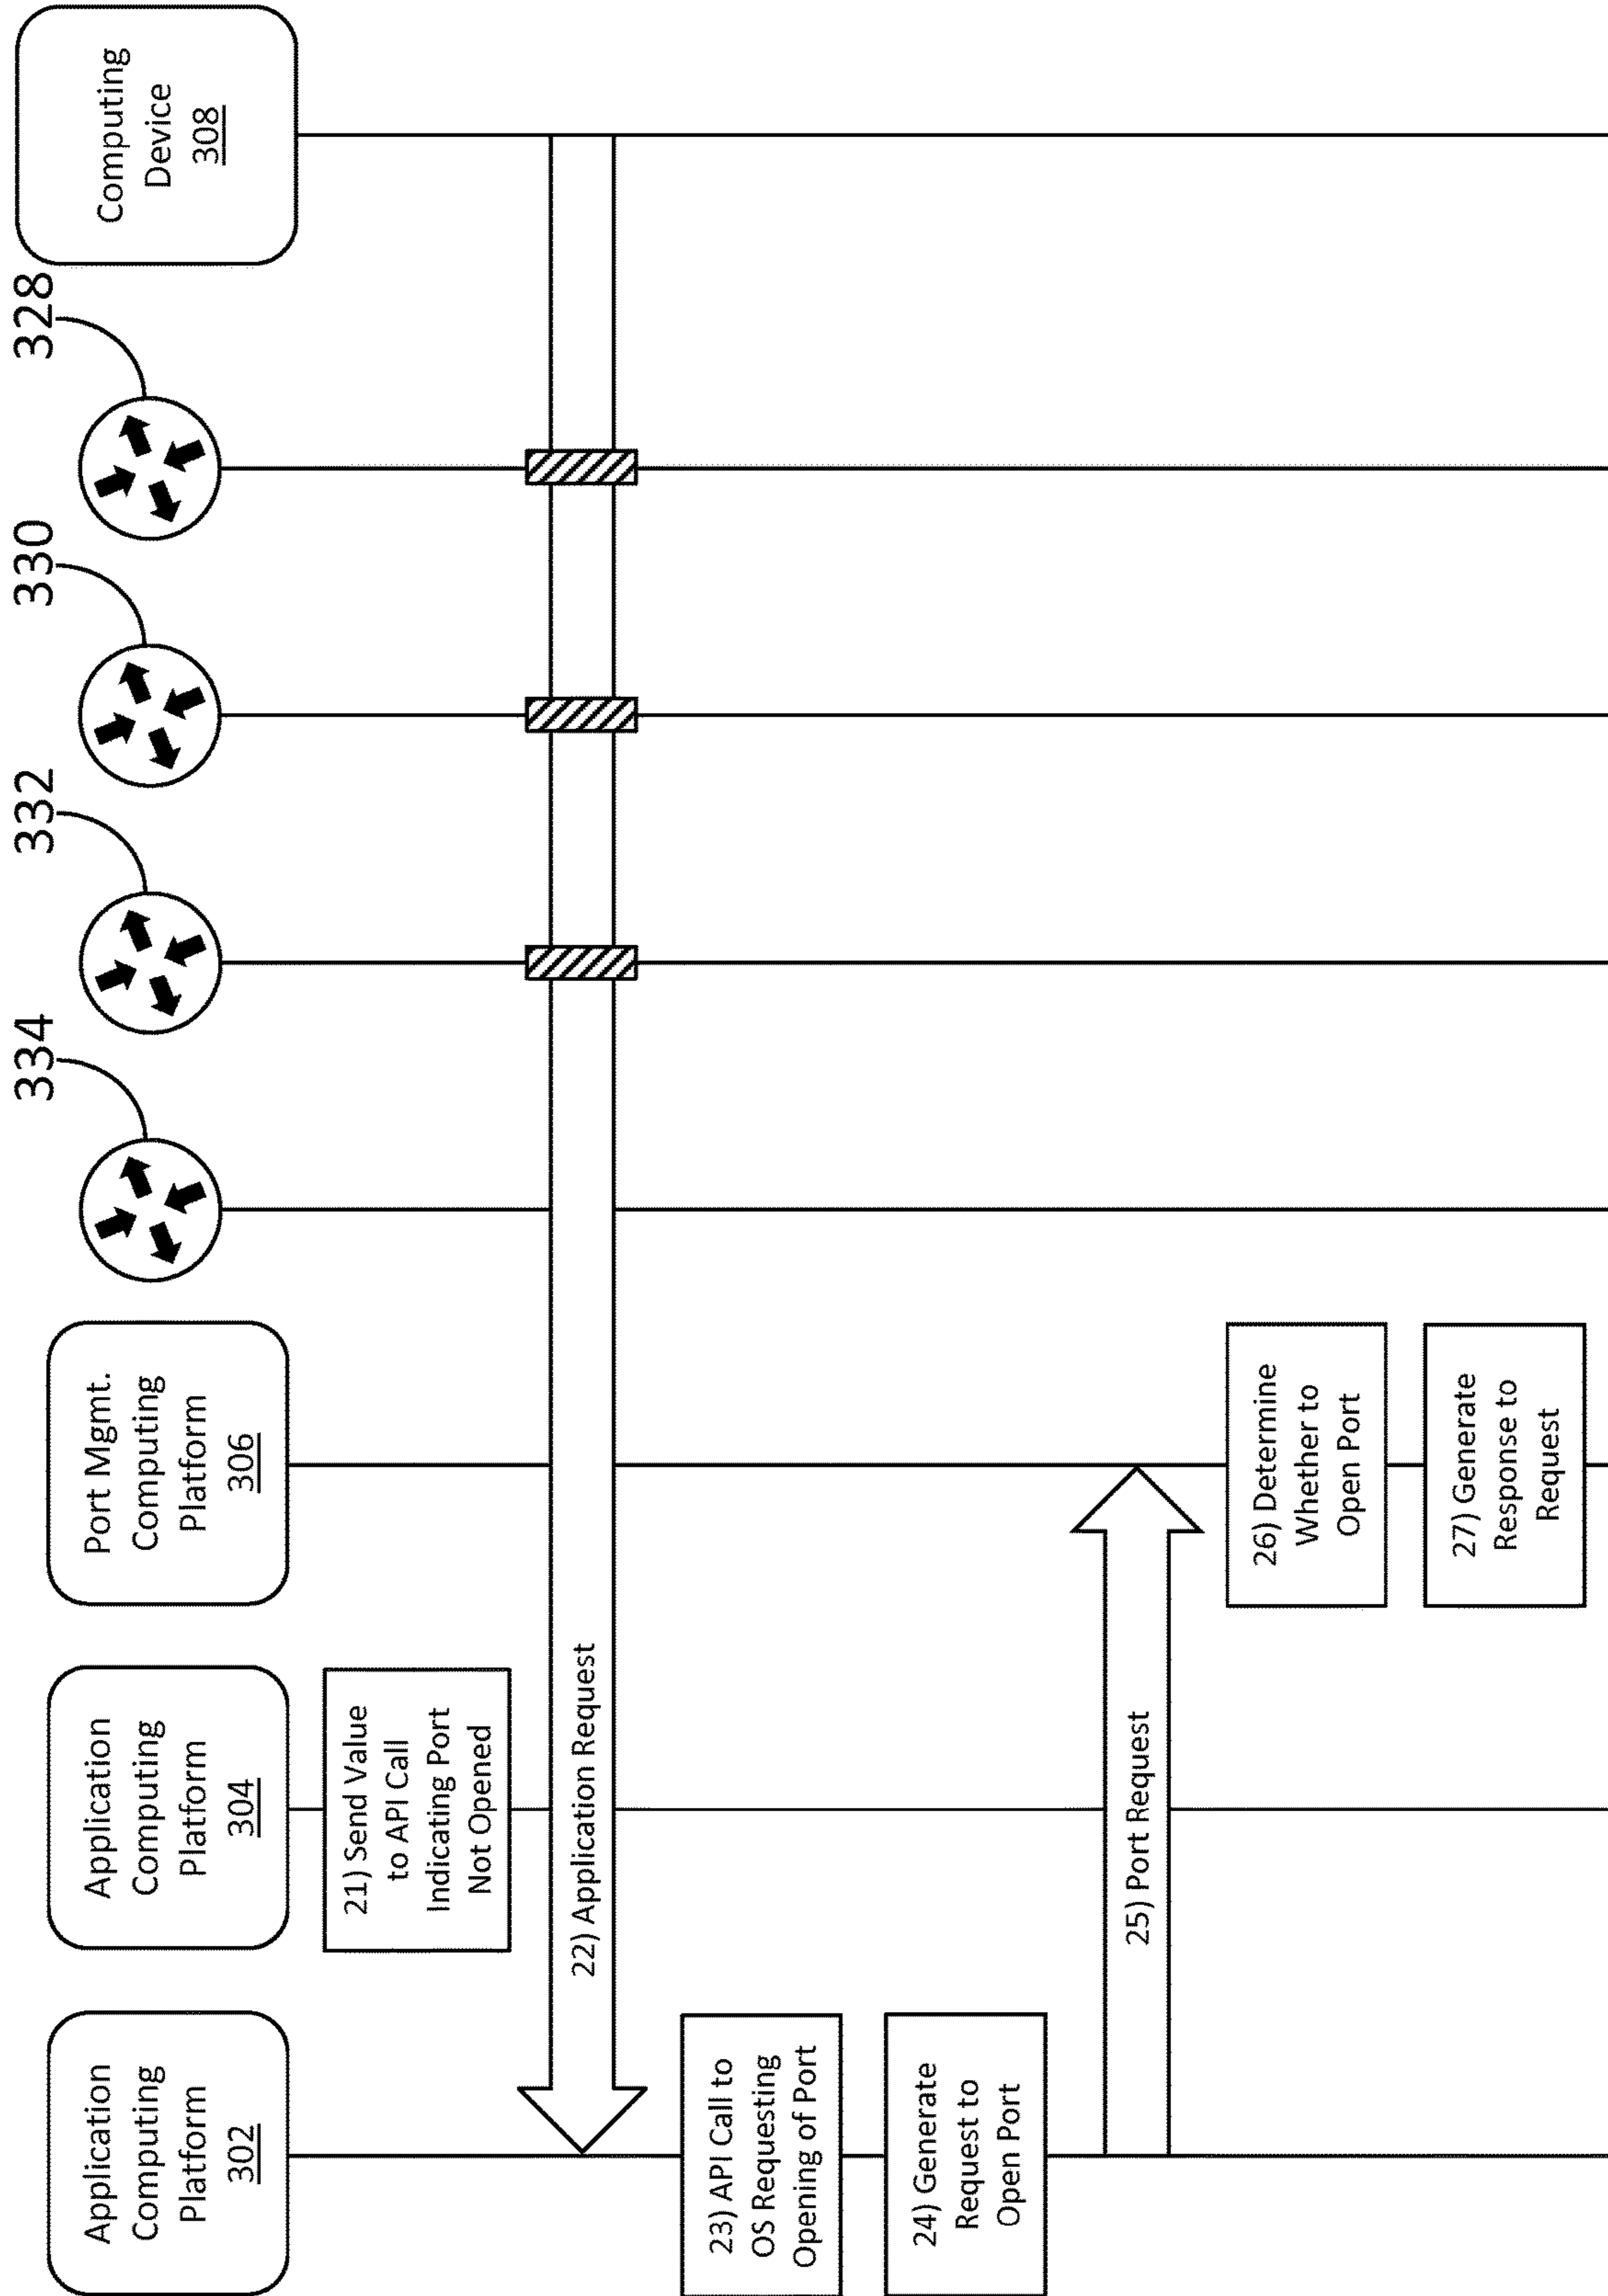 Application
Computing
Platform
302
Application
Computing
Platform
304
Port Mgmt.
Computing
Platform
306
334
332
330
328
Computing
Device
308
21) Send Value
to API Call
Indicating Port
Not Opened
22) Application Request
23) API Call to
OS Requesting
Opening of Port
24) Generate
Request to
Open Port
25) Port Request
26) Determine
Whether to
Open Port
27) Generate
Response to
Request